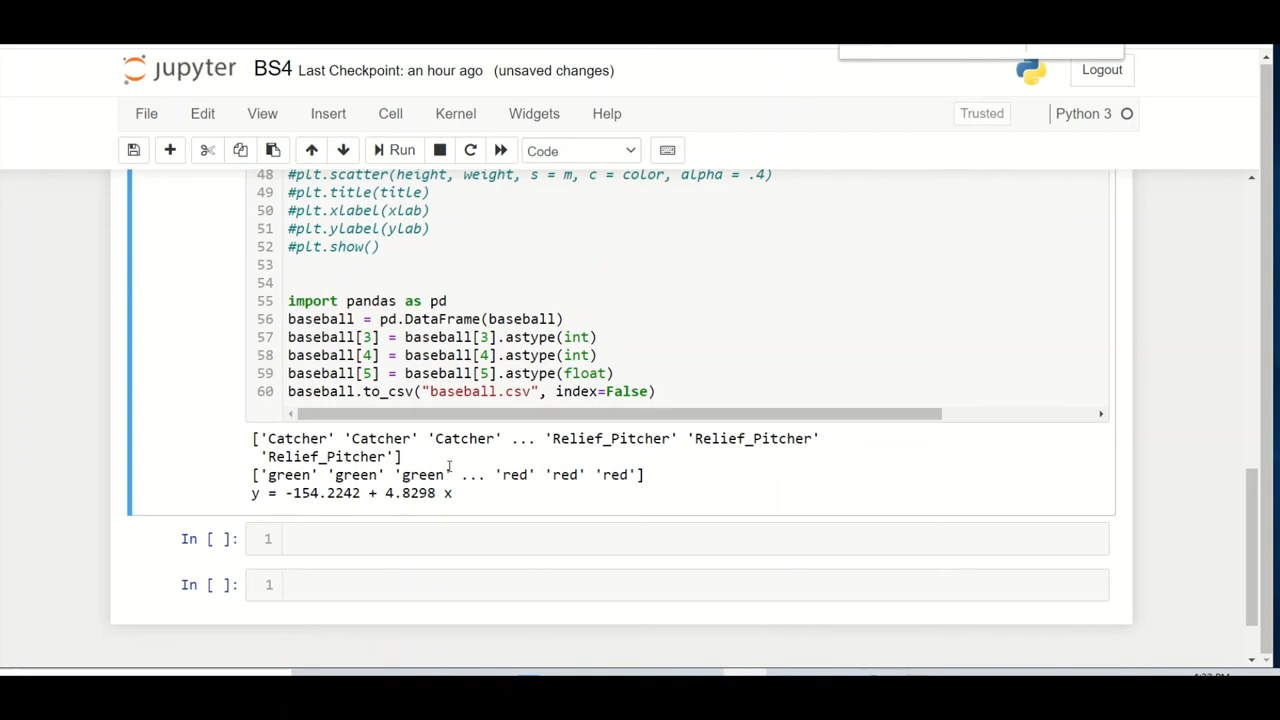 jupyter BS4 Last Checkpoint: an hour ago (unsaved changes) Logout
File Edit View Insert Cell Kernel Widgets Help Trusted Python 3
Run Code
48 #plt.scatter(height, weight, s = m, c = color, alpha = .4)
49 #plt.title(title)
50 #plt.xlabel(xlab)
51 #plt.ylabel(ylab)
52 #plt.show()
53
54
55 import pandas as pd
56 baseball = pd.DataFrame(baseball)
57 baseball[3] = baseball[3].astype(int)
58 baseball[4] = baseball[4].astype(int)
59 baseball[5] = baseball[5].astype(float)
60 baseball.to_csv("baseball.csv", index=False)
['Catcher' 'Catcher' 'Catcher' ... 'Relief_Pitcher' 'Relief_Pitcher'
'Relief_Pitcher']
['green' 'green' 'green' ... 'red' 'red' 'red']
y = -154.2242 + 4.8298 x
In [ ]: 1
In [ ]: 1